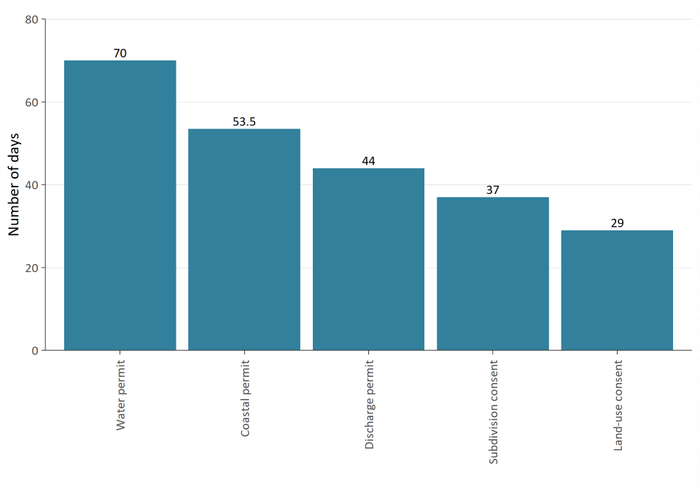 Number of days
80
60
40
20
0
70
53.5
44
37
29
Water permit
Coastal permit
Discharge permit
Subdivision consent
Land-use consent